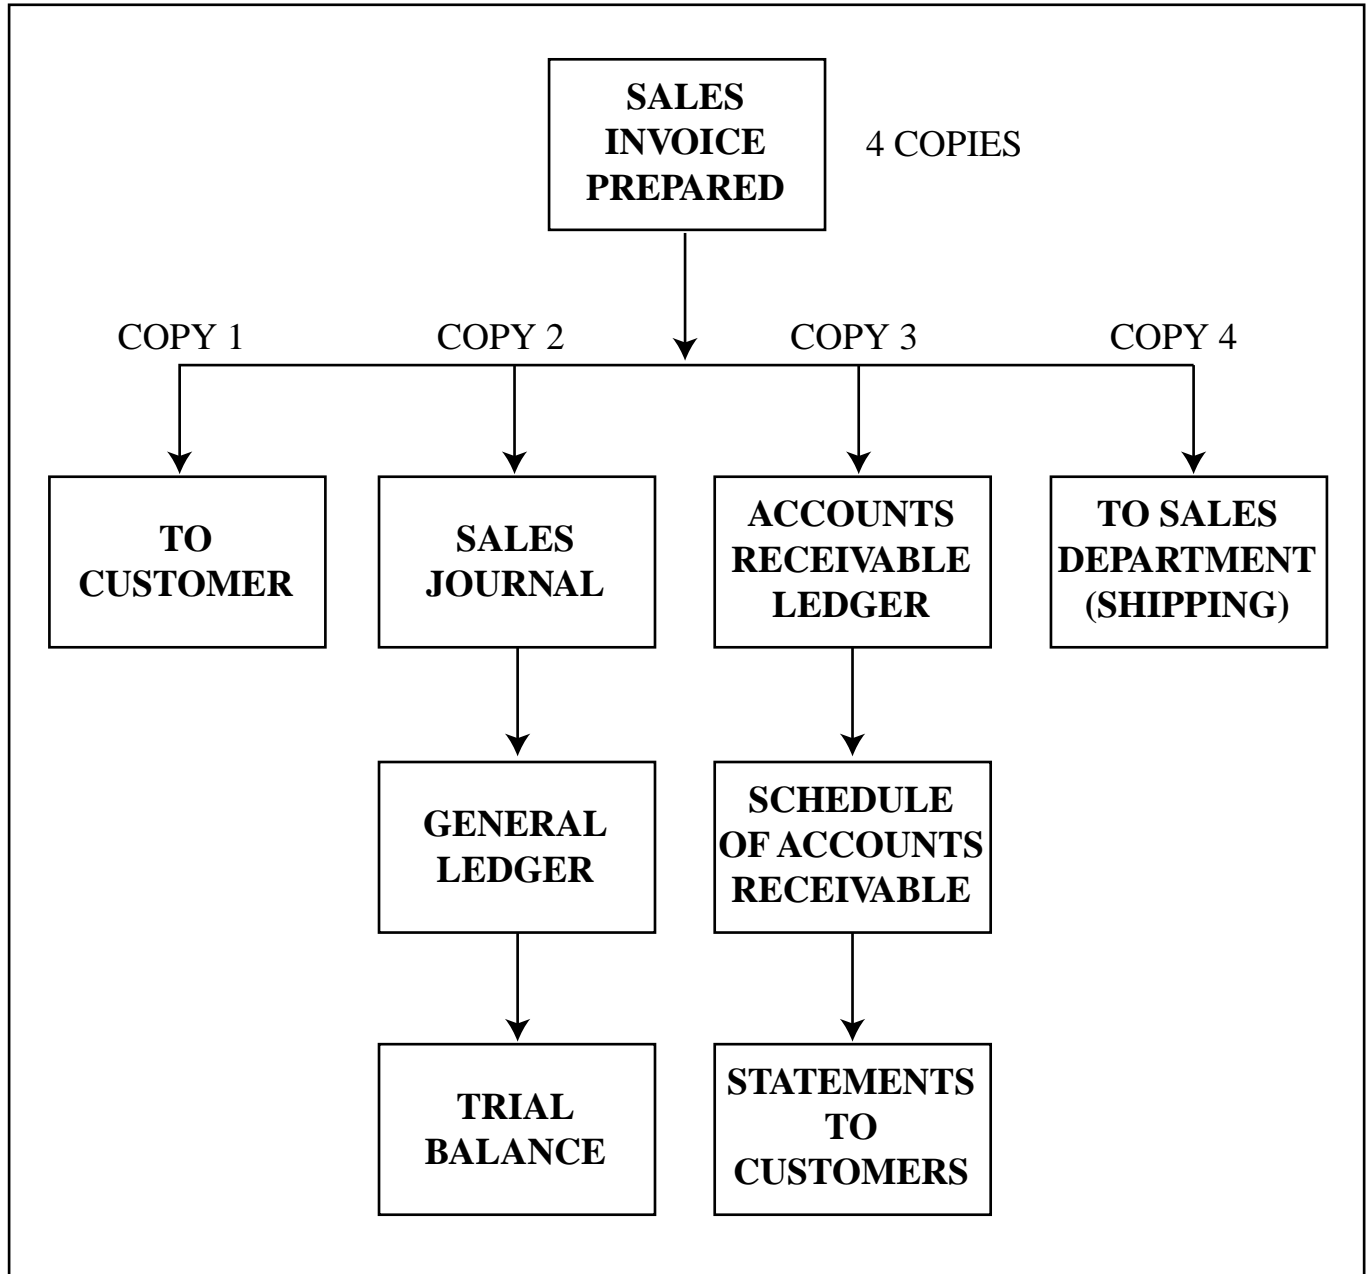 SALES
INVOICE
PREPARED
4 COPIES
COPY 1
COPY 2
COPY 3
COPY 4
TO
CUSTOMER
SALES
JOURNAL
ACCOUNTS
RECEIVABLE
LEDGER
TO SALES
DEPARTMENT
(SHIPPING)
GENERAL
LEDGER
SCHEDULE
OF ACCOUNTS
RECEIVABLE
TRIAL
BALANCE
STATEMENTS
TO
CUSTOMERS